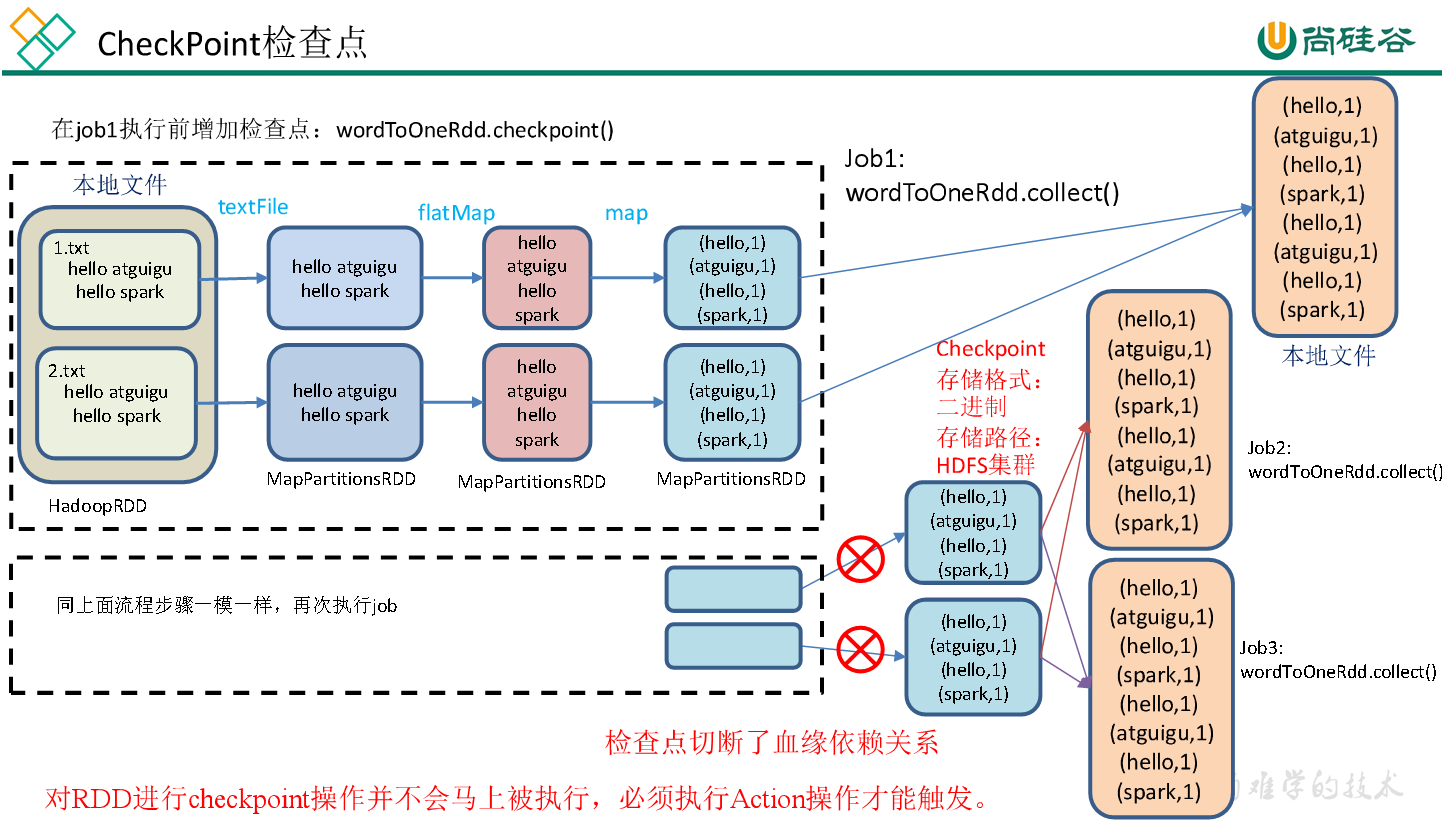 CheckPoint检查点
尚硅谷
在job1执行前增加检查点：wordToOneRdd.checkpoint()
本地文件
textFile
flatMap
map
1.txt
hello atguigu
hello spark
hello atguigu
hello spark
hello
atguigu
hello
spark
(hello,1)
(atguigu,1)
(hello,1)
(spark,1)
2.txt
hello atguigu
hello spark
hello atguigu
hello spark
hello
atguigu
hello
spark
(hello,1)
(atguigu,1)
(hello,1)
(spark,1)
HadoopRDD
MapPartitionsRDD
MapPartitionsRDD
MapPartitionsRDD
Job1:
wordToOneRdd.collect()
(hello,1)
(atguigu,1)
(hello,1)
(spark,1)
(hello,1)
(atguigu,1)
(hello,1)
(spark,1)
本地文件
Checkpoint
存储格式：
二进制
存储路径：
HDFS集群
(hello,1)
(atguigu,1)
(hello,1)
(spark,1)
(hello,1)
(atguigu,1)
(hello,1)
(spark,1)
(hello,1)
(atguigu,1)
(hello,1)
(spark,1)
(hello,1)
(atguigu,1)
(hello,1)
(spark,1)
Job2:
wordToOneRdd.collect()
(hello,1)
(atguigu,1)
(hello,1)
(spark,1)
(hello,1)
(atguigu,1)
(hello,1)
(spark,1)
Job3:
wordToOneRdd.collect()
同上面流程步骤一模一样，再次执行job
检查点切断了血缘依赖关系
对RDD进行checkpoint操作并不会马上被执行，必须执行Action操作才能触发。
难学的技术